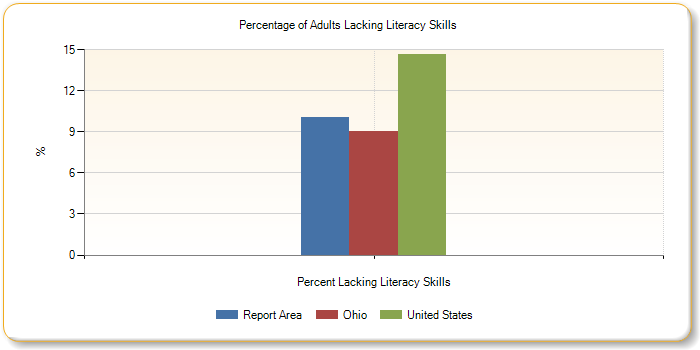 Percentage of Adults Lacking Literacy Skills
15
12
9
6
3
0
%
Percent Lacking Literacy Skills
Report Area Ohio United States